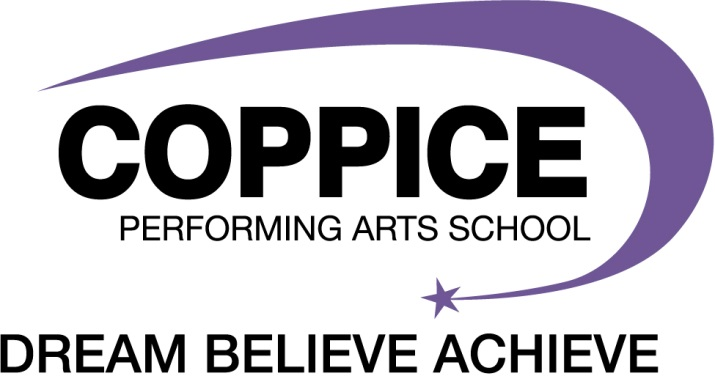 COPPICE
PERFORMING ARTS SCHOOL
DREAM BELIEVE ACHIEVE